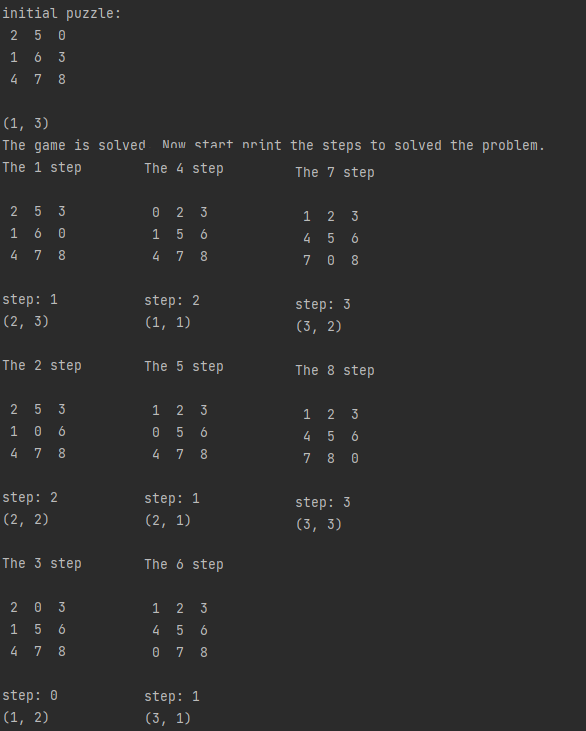 initial puzzle:
2 5 0
1 6 3
4 7 8
(1, 3)
The game is solved. Now start print the steps to solved the problem.
The 1 step
2 5 3
1 6 0
4 7 8
step: 1
(2, 3)
The 2 step
2 5 3
1 0 6
4 7 8
step: 2
(2, 2)
The 3 step
2 0 3
1 5 6
4 7 8
step: 0
(1, 2)
The 4 step
0 2 3
1 5 6
4 7 8
step: 2
(1, 1)
The 5 step
1 2 3
0 5 6
4 7 8
step: 1
(2, 1)
The 6 step
1 2 3
4 5 6
0 7 8
step: 1
(3, 1)
The 7 step
1 2 3
4 5 6
7 0 8
step: 3
(3, 2)
The 8 step
1 2 3
4 5 6
7 8 0
step: 3
(3, 3)